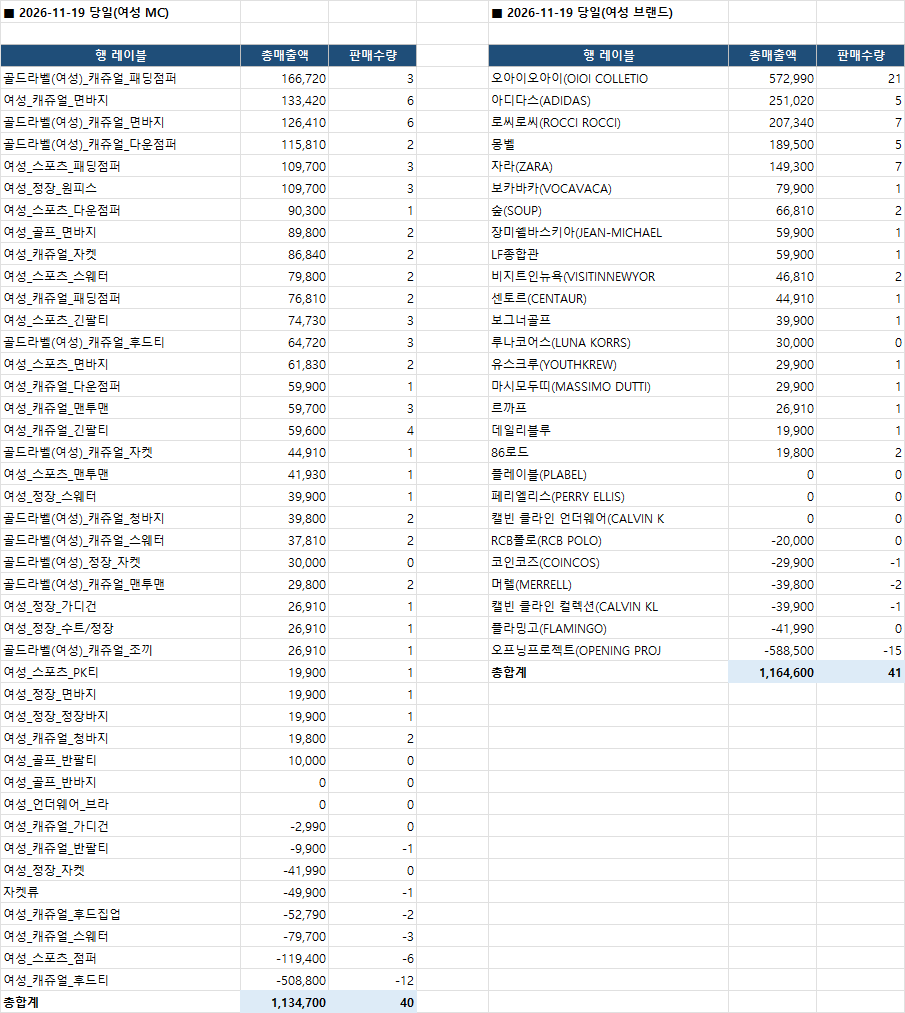 ■ 2026-11-19 당일(여성 MC)
행 레이블 총매출액 판매수량
골드라벨(여성)_캐쥬얼_패딩점퍼 166,720 3
여성_캐쥬얼_면바지 133,420 6
골드라벨(여성)_캐쥬얼_면바지 126,410 6
골드라벨(여성)_캐쥬얼_다운점퍼 115,810 2
여성_스포츠_패딩점퍼 109,700 3
여성_정장_원피스 109,700 3
여성_스포츠_다운점퍼 90,300 1
여성_골프_면바지 89,800 2
여성_캐쥬얼_자켓 86,840 2
여성_스포츠_스웨터 79,800 2
여성_캐쥬얼_패딩점퍼 76,810 2
여성_스포츠_긴팔티 74,730 3
골드라벨(여성)_캐쥬얼_후드티 64,720 3
여성_스포츠_면바지 61,830 2
여성_캐쥬얼_다운점퍼 59,900 1
여성_캐쥬얼_맨투맨 59,700 3
여성_캐쥬얼_긴팔티 59,600 4
골드라벨(여성)_캐쥬얼_자켓 44,910 1
여성_스포츠_맨투맨 41,930 1
여성_정장_스웨터 39,900 1
골드라벨(여성)_캐쥬얼_청바지 39,800 2
골드라벨(여성)_캐쥬얼_스웨터 37,810 2
골드라벨(여성)_정장_자켓 30,000 0
골드라벨(여성)_캐쥬얼_맨투맨 29,800 2
여성_정장_가디건 26,910 1
여성_정장_수트/정장 26,910 1
골드라벨(여성)_캐쥬얼_조끼 26,910 1
여성_스포츠_PK티 19,900 1
여성_정장_면바지 19,900 1
여성_정장_정장바지 19,900 1
여성_캐쥬얼_청바지 19,800 2
여성_골프_반팔티 10,000 0
여성_골프_반바지 0 0
여성_언더웨어_브라 0 0
여성_캐쥬얼_가디건 -2,990 0
여성_캐쥬얼_반팔티 -9,900 -1
여성_정장_자켓 -41,990 0
자켓류 -49,900 -1
여성_캐쥬얼_후드집업 -52,790 -2
여성_캐쥬얼_스웨터 -79,700 -3
여성_스포츠_점퍼 -119,400 -6
여성_캐쥬얼_후드티 -508,800 -12
총합계 1,134,700 40
■ 2026-11-19 당일(여성 브랜드)
행 레이블 총매출액 판매수량
오아이오아이(OIOI COLLETIO 572,990 21
아디다스(ADIDAS) 251,020 5
로씨로씨(ROCCI ROCCI) 207,340 7
몽벨 189,500 5
자라(ZARA) 149,300 7
보카바카(VOCAVACA) 79,900 1
숲(SOUP) 66,810 2
장미쉘바스키아(JEAN-MICHAEL 59,900 1
LF종합관 59,900 1
비지트인뉴욕(VISITINNEWYOR 46,810 2
센토르(CENTAUR) 44,910 1
보그너골프 39,900 1
루나코어스(LUNA KORRS) 30,000 0
유스크루(YOUTHKREW) 29,900 1
마시모두띠(MASSIMO DUTTI) 29,900 1
르까프 26,910 1
데일리블루 19,900 1
86로드 19,800 2
플레이블(PLABEL) 0 0
페리엘리스(PERRY ELLIS) 0 0
캘빈 클라인 언더웨어(CALVIN K 0 0
RCB폴로(RCB POLO) -20,000 0
코인코즈(COINCOS) -29,900 -1
머렐(MERRELL) -39,800 -2
캘빈 클라인 컬렉션(CALVIN KL -39,900 -1
플라밍고(FLAMINGO) -41,990 0
오프닝프로젝트(OPENING PROJ -588,500 -15
총합계 1,164,600 41